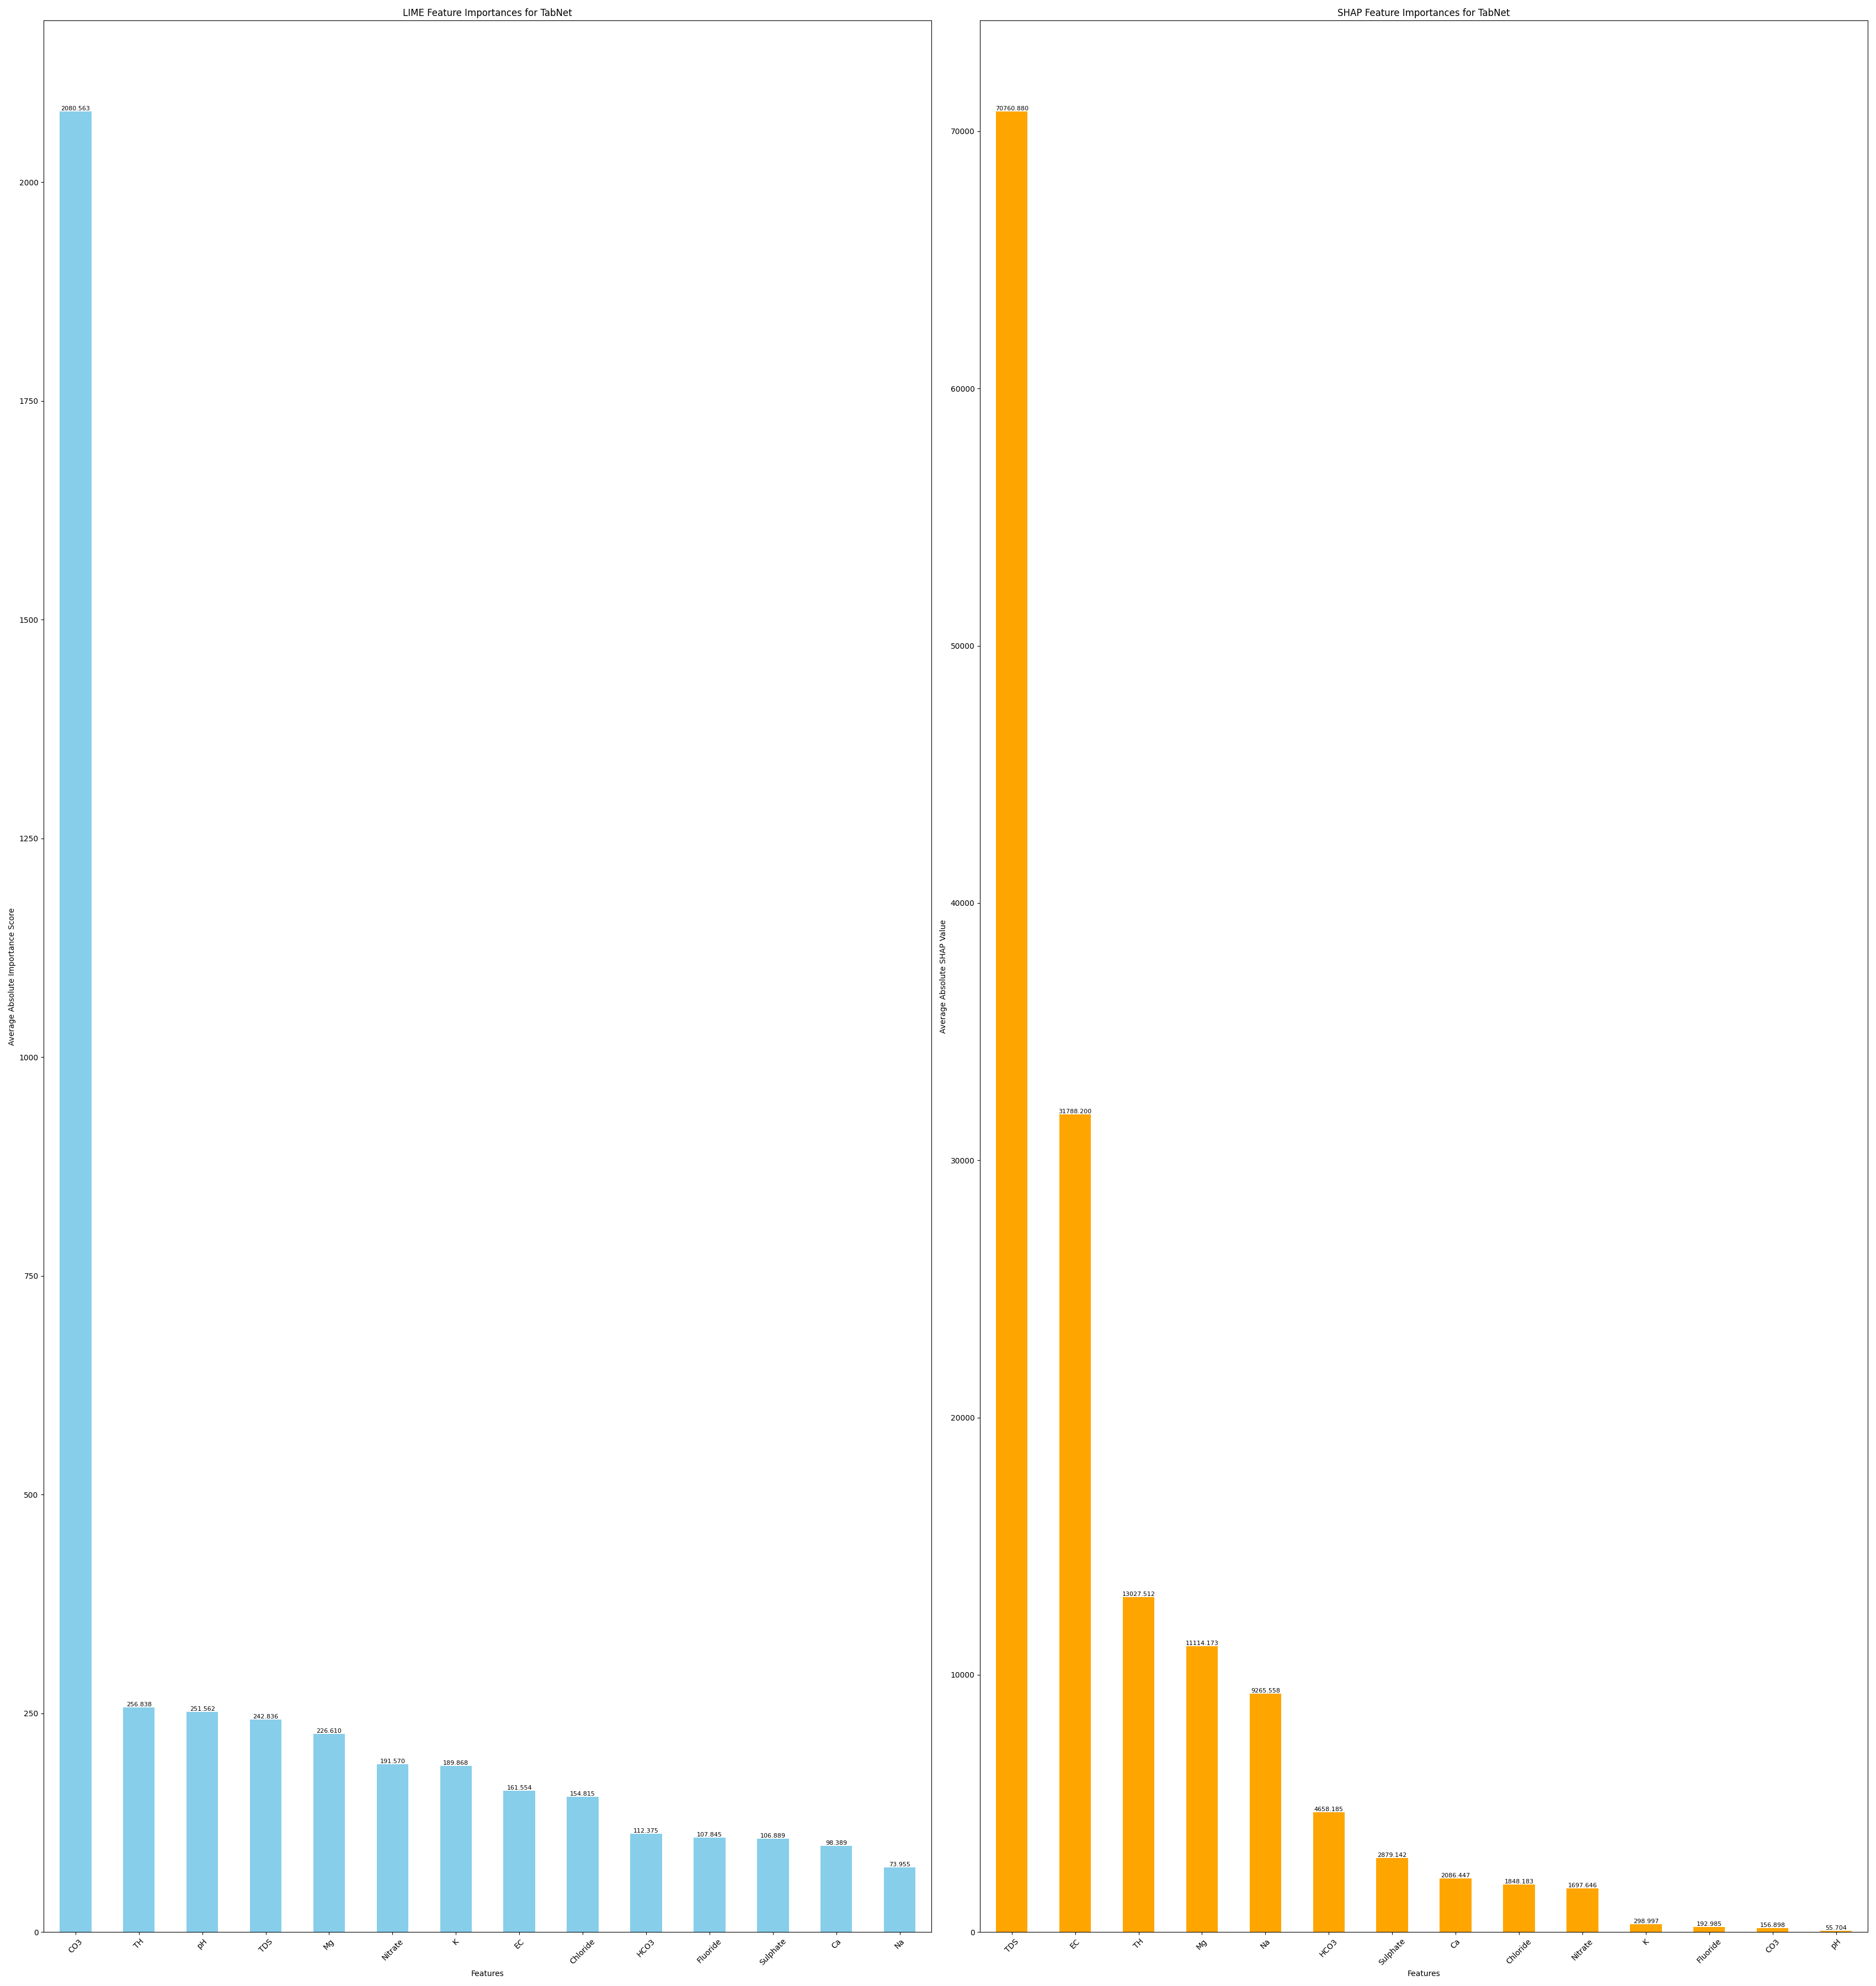 LIME Feature Importances for TabNet
Average Absolute Importance Score
2000
1750
1500
1250
1000
750
500
250
0
2080.563
256.838
251.562
242.836
226.610
191.570
189.868
161.554
154.815
112.375
107.845
106.889
98.389
73.955
CO3
TH
pH
TDS
Mg
Nitrate
K
EC
Chloride
HCO3
Fluoride
Sulphate
Ca
Na
Features
SHAP Feature Importances for TabNet
Average Absolute SHAP Value
70000
60000
50000
40000
30000
20000
10000
0
70760.880
31788.200
13027.512
11114.173
9265.558
4658.185
2879.142
2086.447
1848.183
1697.646
298.997
192.985
156.898
55.704
TDS
EC
TH
Mg
Na
HCO3
Sulphate
Ca
Chloride
Nitrate
K
Fluoride
CO3
pH
Features